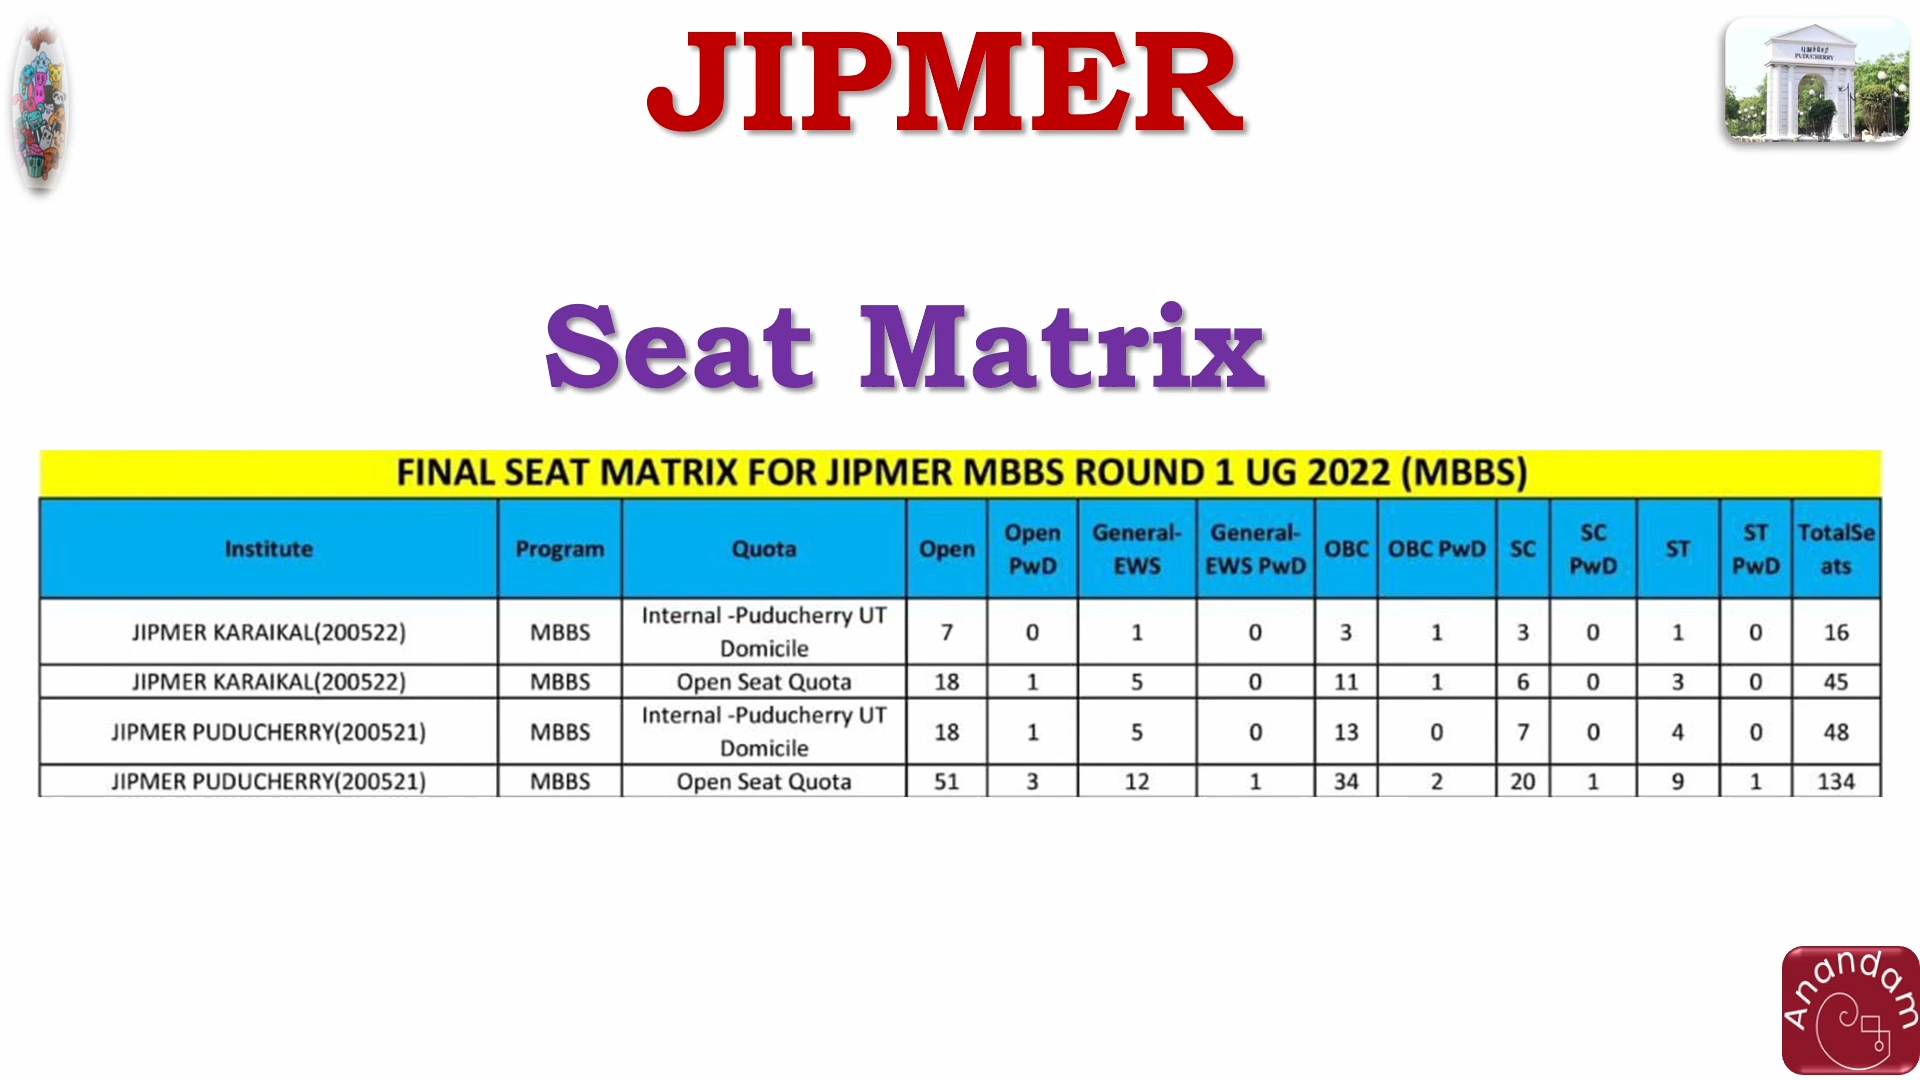 JIPMER
புதுச்சேரி
PUDUCHERRY
Seat Matrix
FINAL SEAT MATRIX FOR JIPMER MBBS ROUND 1 UG 2022 (MBBS)
Institute Program Quota Open Open PwD General-EWS General-EWS PwD OBC OBC PwD SC SC PwD ST ST PwD TotalSeats
JIPMER KARAIKAL(200522) MBBS Internal -Puducherry UT Domicile 7 0 1 0 3 1 3 0 1 0 16
JIPMER KARAIKAL(200522) MBBS Open Seat Quota 18 1 5 0 11 1 6 0 3 0 45
JIPMER PUDUCHERRY(200521) MBBS Internal -Puducherry UT Domicile 18 1 5 0 13 0 7 0 4 0 48
JIPMER PUDUCHERRY(200521) MBBS Open Seat Quota 51 3 12 1 34 2 20 1 9 1 134
Anandam